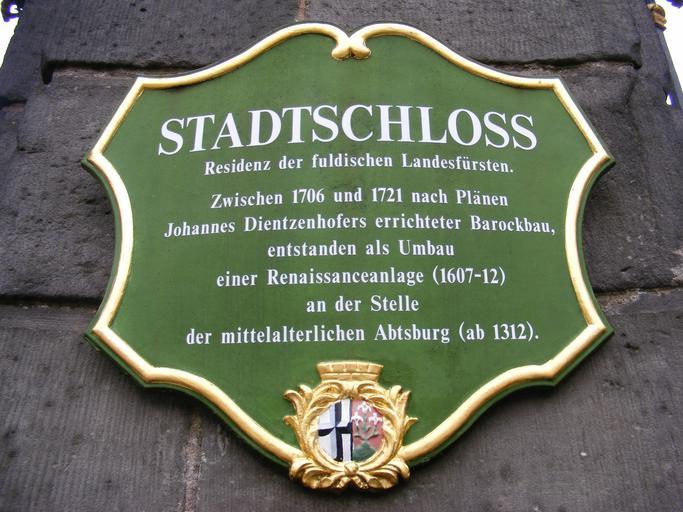 STADTSCHLOSS
Residenz der fuldischen Landesfürsten.
Zwischen 1706 und 1721 nach Plänen
Johannes Dientzenhofers errichteter Barockbau,
entstanden als Umbau
einer Renaissanceanlage (1607-12)
an der Stelle
der mittelalterlichen Abtsburg (ab 1312).